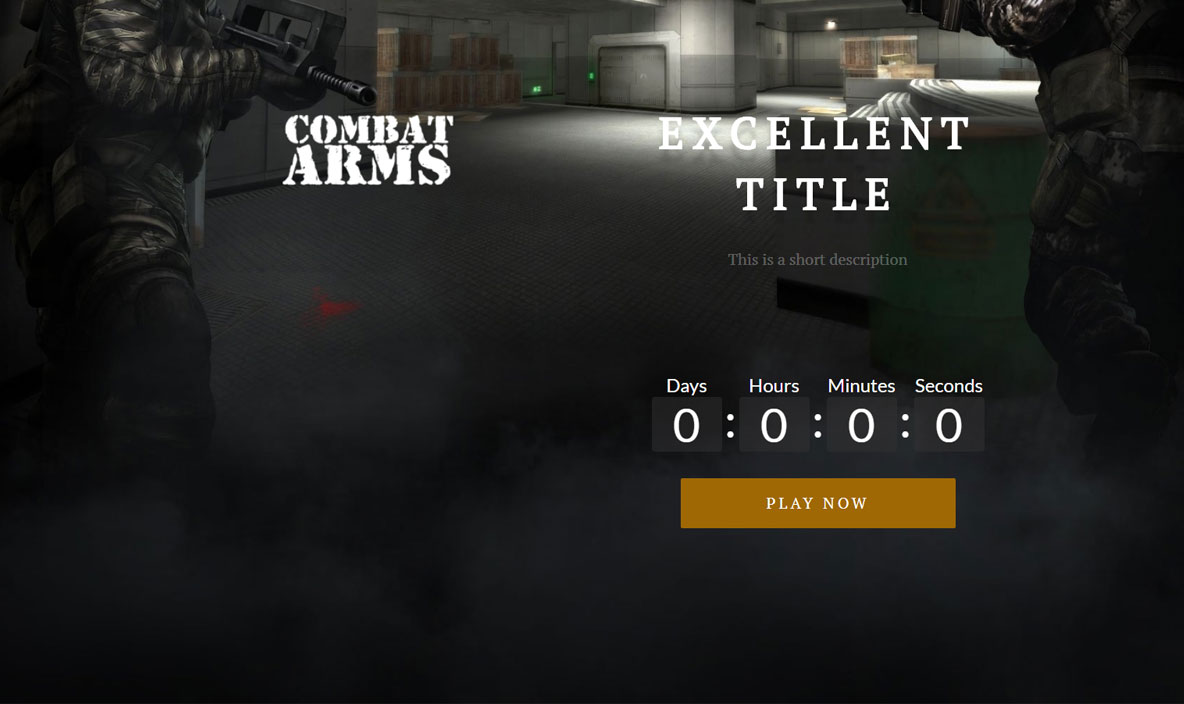 COMBAT
ARMS
EXCELLENT
TITLE
This is a short description
Days Hours Minutes Seconds
0 : 0 : 0 : 0
PLAY NOW